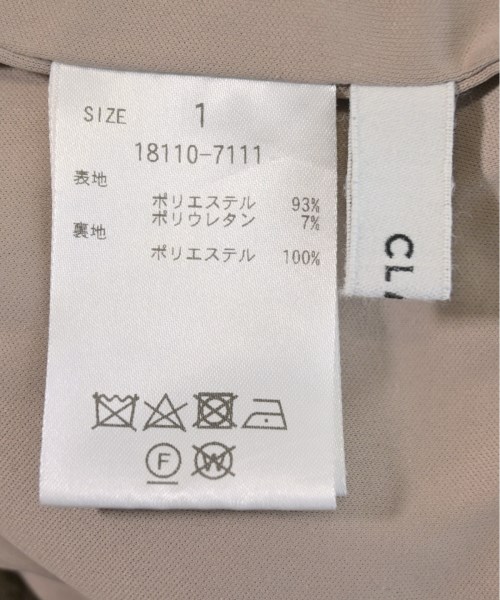 SIZE 1
18110-7111
表地
ポリエステル 93%
ポリウレタン 7%
裏地
ポリエステル 100%
F W
CL